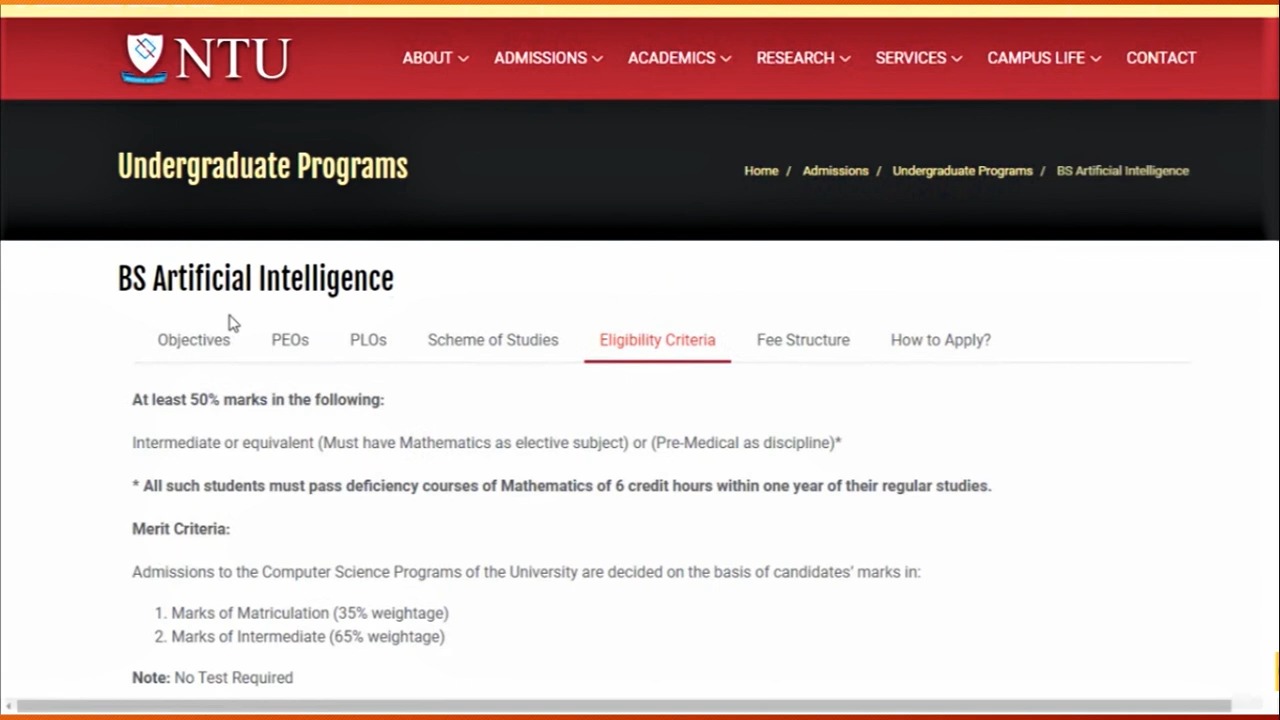 NTU
ABOUT ADMISSIONS ACADEMICS RESEARCH SERVICES CAMPUS LIFE CONTACT
Undergraduate Programs
Home / Admissions / Undergraduate Programs / BS Artificial Intelligence
BS Artificial Intelligence
Objectives PEOs PLOs Scheme of Studies Eligibility Criteria Fee Structure How to Apply?
At least 50% marks in the following:
Intermediate or equivalent (Must have Mathematics as elective subject) or (Pre-Medical as discipline)*
* All such students must pass deficiency courses of Mathematics of 6 credit hours within one year of their regular studies.
Merit Criteria:
Admissions to the Computer Science Programs of the University are decided on the basis of candidates' marks in:
1. Marks of Matriculation (35% weightage)
2. Marks of Intermediate (65% weightage)
Note: No Test Required